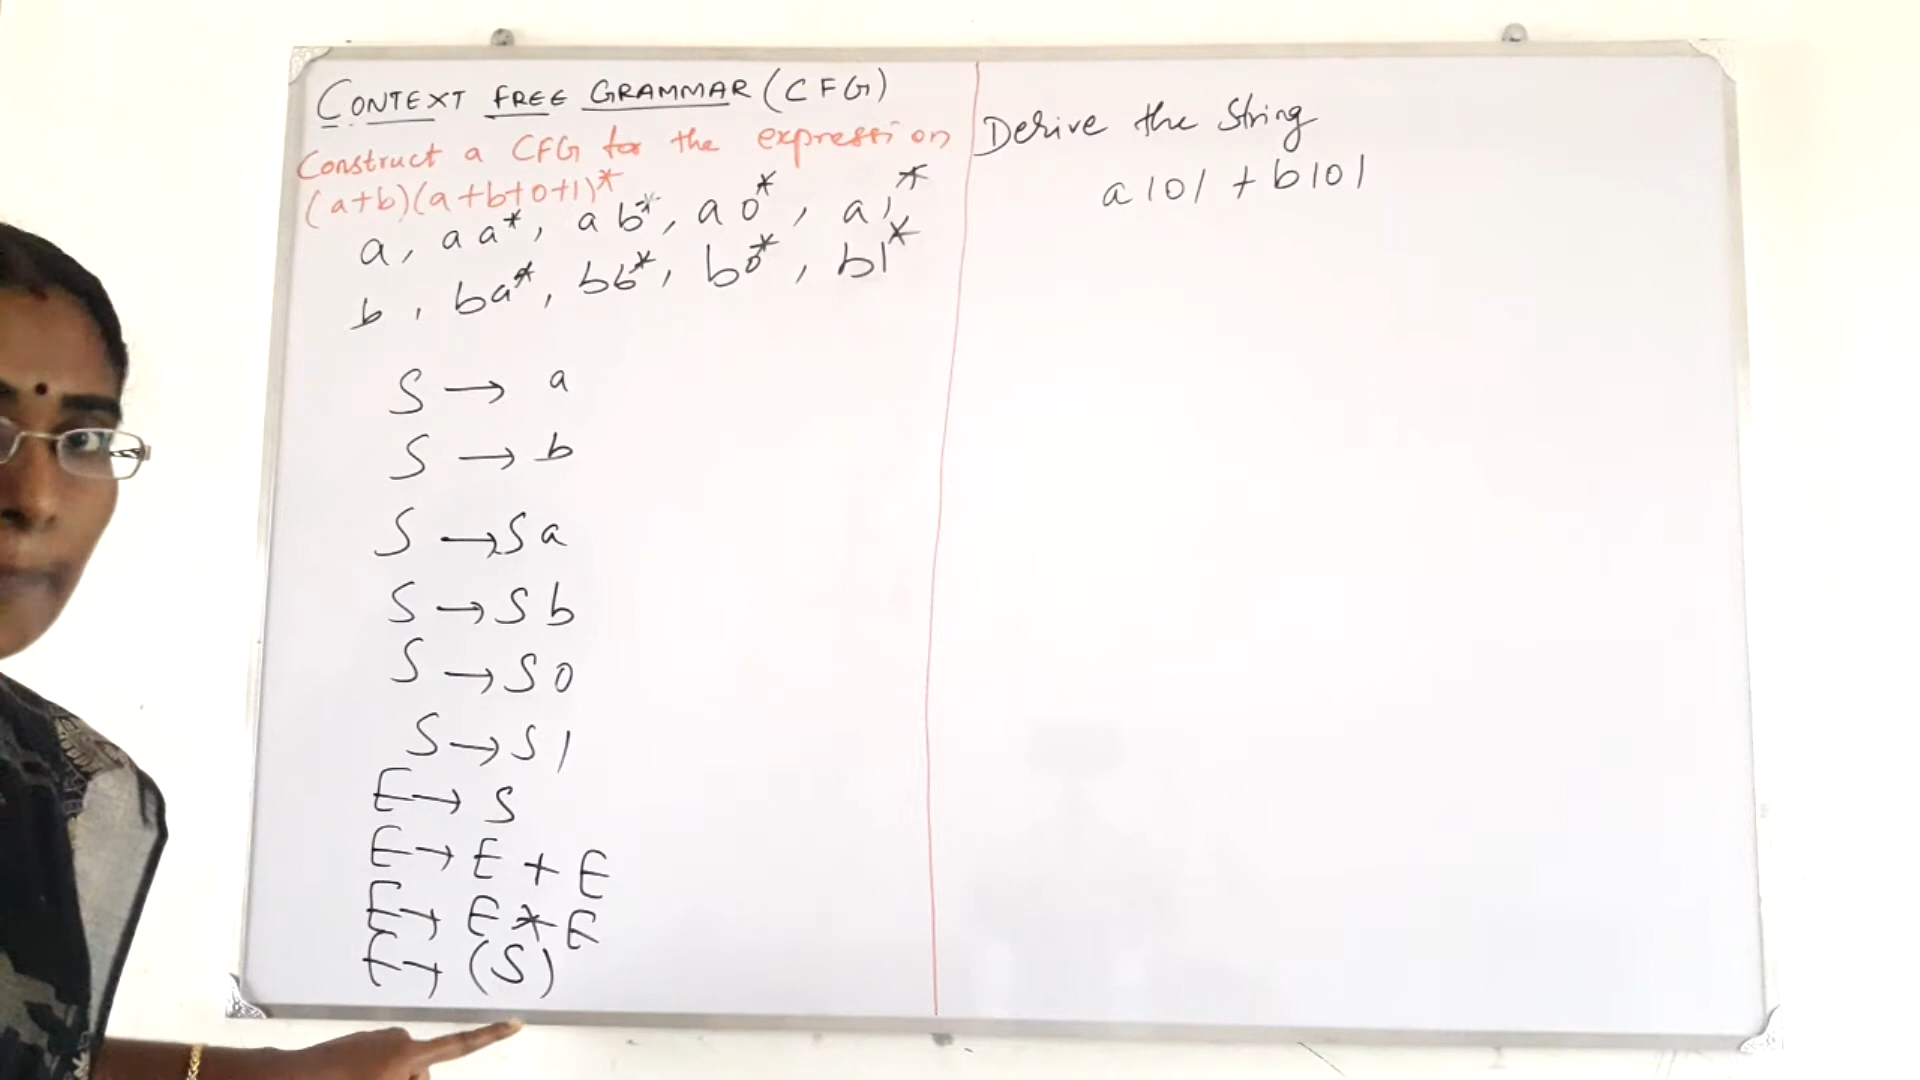 CONTEXT FREE GRAMMAR (CFG)
Construct a CFG for the expression
(a+b)(a+b+0+1)*
a, aa*, ab*, a0*, a1*
b, ba*, bb*, b0*, b1*
S → a
S → b
S → Sa
S → Sb
S → S0
S → S1
E → S
E → E + E
E → E * E
E → (S)
Derive the String
a101 + b101